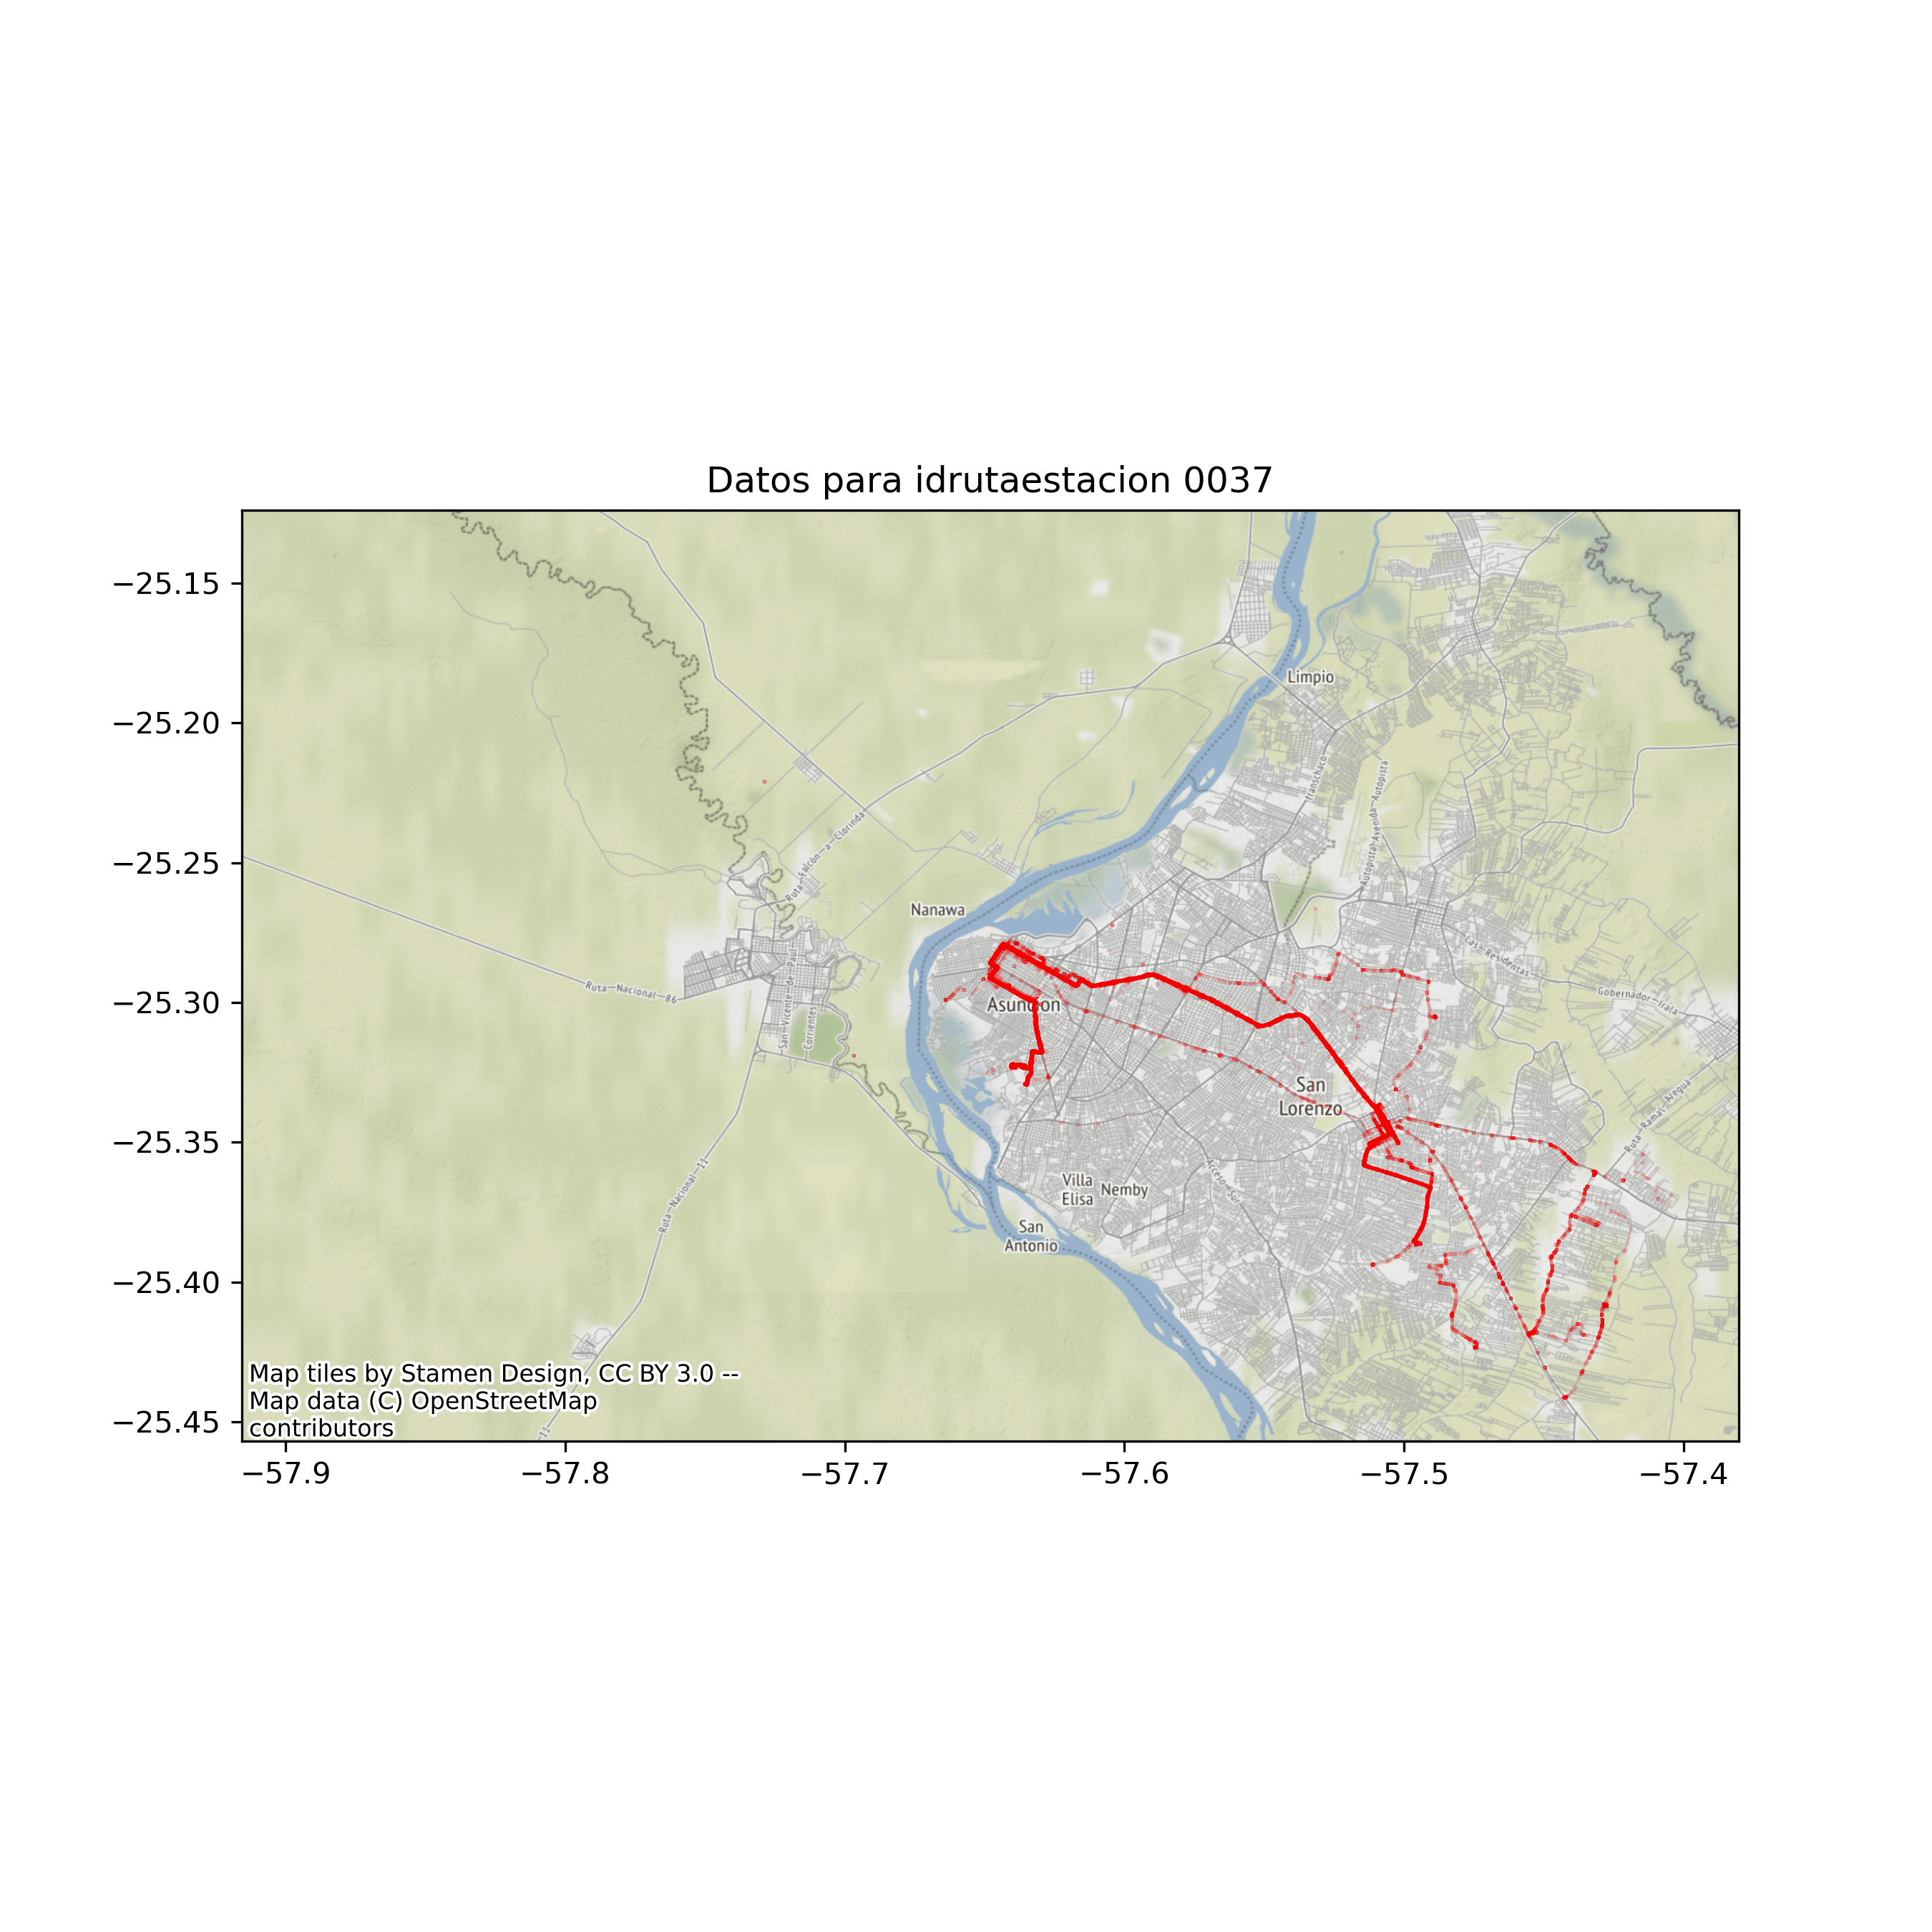 Datos para idrutaestacion 0037
−25.15
−25.20
−25.25
−25.30
−25.35
−25.40
−25.45
−57.9
−57.8
−57.7
−57.6
−57.5
−57.4
Limpio
Transchaco
Autopista-Avenida-Autopista
Ruta-Falcón-a-Clorinda
Nanawa
Las-Residentas
Gobernador-Irala
Ruta-Nacional-86
San-Vicente-de-Paul
Corrientes
Asuncion
San
Lorenzo
Ruta-Ramal-Areguá
Ruta-Nacional-11
Villa
Elisa
Nemby
Acceso-Sur
San
Antonio
11
Map tiles by Stamen Design, CC BY 3.0 --
Map data (C) OpenStreetMap
contributors